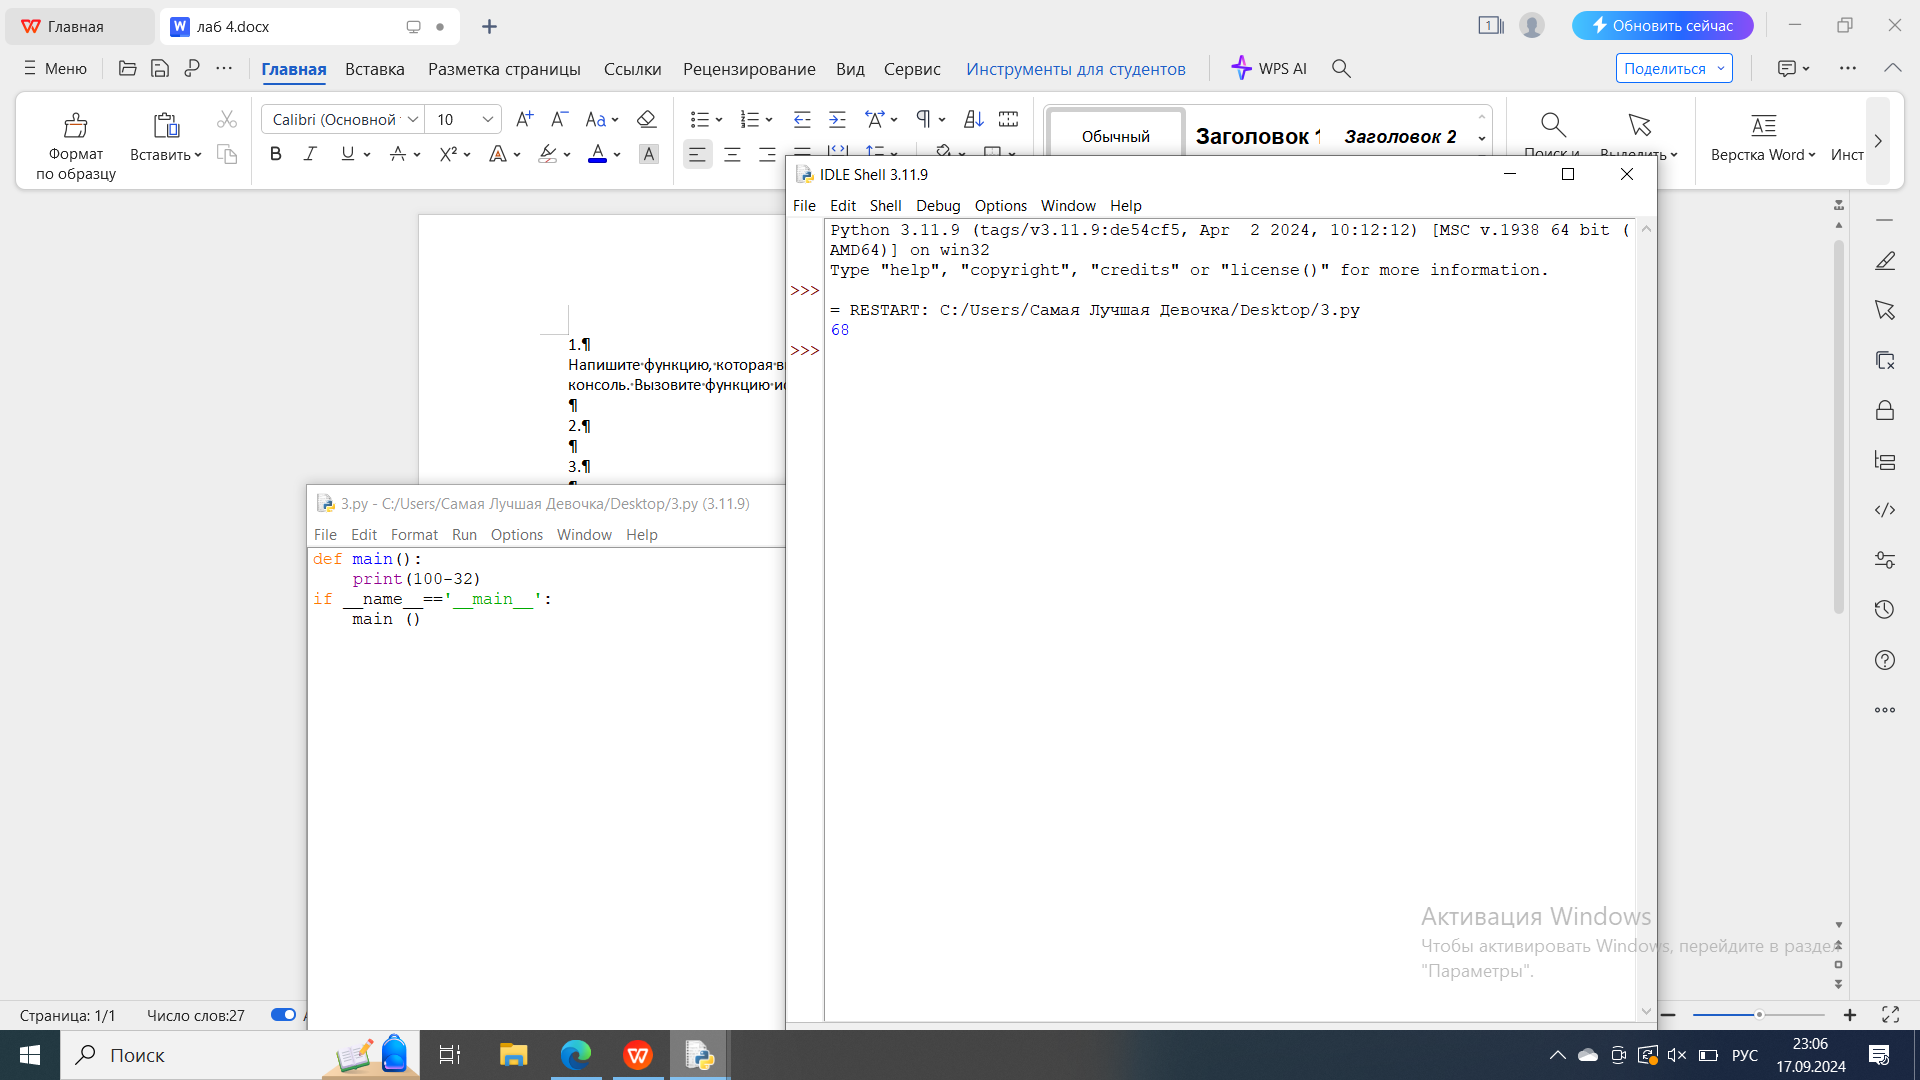 Главная
лаб 4.docx
1
Обновить сейчас
Меню
Главная
Вставка
Разметка страницы
Ссылки
Рецензирование
Вид
Сервис
Инструменты для студентов
WPS AI
Поделиться
Формат
по образцу
Вставить
Calibri (Основной
10
Обычный
Заголовок 1
Заголовок 2
Поиск и
Выделить
Верстка Word
Инст
IDLE Shell 3.11.9
File Edit Shell Debug Options Window Help
Python 3.11.9 (tags/v3.11.9:de54cf5, Apr  2 2024, 10:12:12) [MSC v.1938 64 bit (
AMD64)] on win32
Type "help", "copyright", "credits" or "license()" for more information.
>>>
= RESTART: C:/Users/Самая Лучшая Девочка/Desktop/3.py
68
>>>
1.¶
Напишите функцию, которая
консоль. Вызовите функцию
¶
2.¶
¶
3.¶
3.py - C:/Users/Самая Лучшая Девочка/Desktop/3.py (3.11.9)
File Edit Format Run Options Window Help
def main():
    print(100-32)
if __name__=='__main__':
    main ()
Активация Windows
Чтобы активировать Windows, перейдите в раздел
"Параметры".
Страница: 1/1
Число слов:27
Поиск
РУС
23:06
17.09.2024